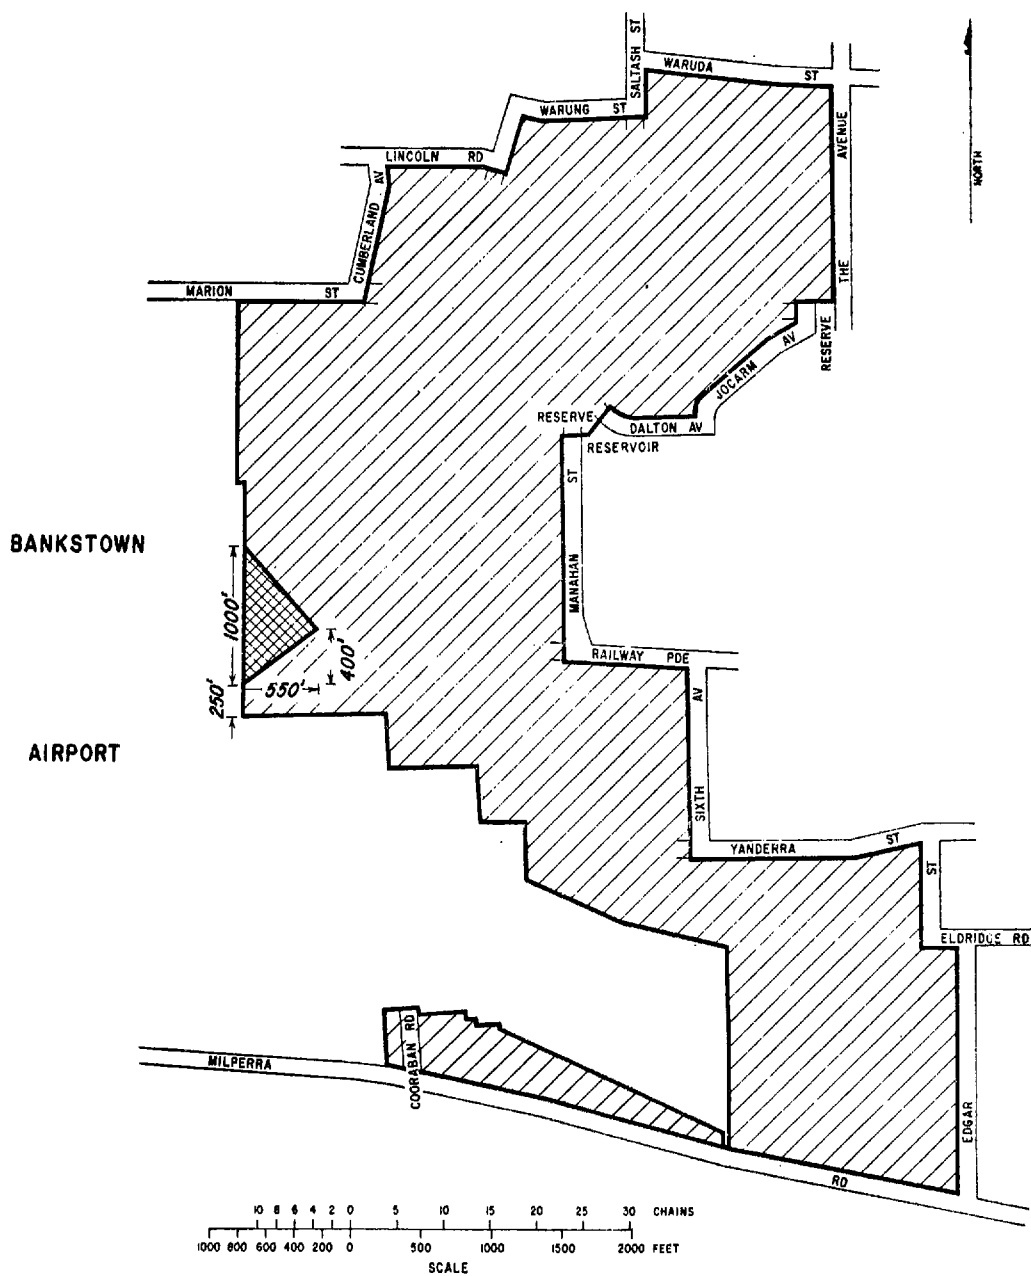 SALTASH ST
WARUDA ST
WARUNG ST
THE AVENUE
NORTH
LINCOLN RD
CUMBERLAND AV
MARION ST
JOCARM AV
RESERVE
RESERVE
DALTON AV
RESERVOIR
MANAHAN ST
BANKSTOWN
1000'
400'
550'
250'
RAILWAY PDE
AIRPORT
SIXTH AV
YANDERRA ST
ST
ELDRIDGE RD
EDGAR
COORABAN RD
MILPERRA RD
10 8 6 4 2 0 5 10 15 20 25 30 CHAINS
1000 800 600 400 200 0 500 1000 1500 2000 FEET
SCALE